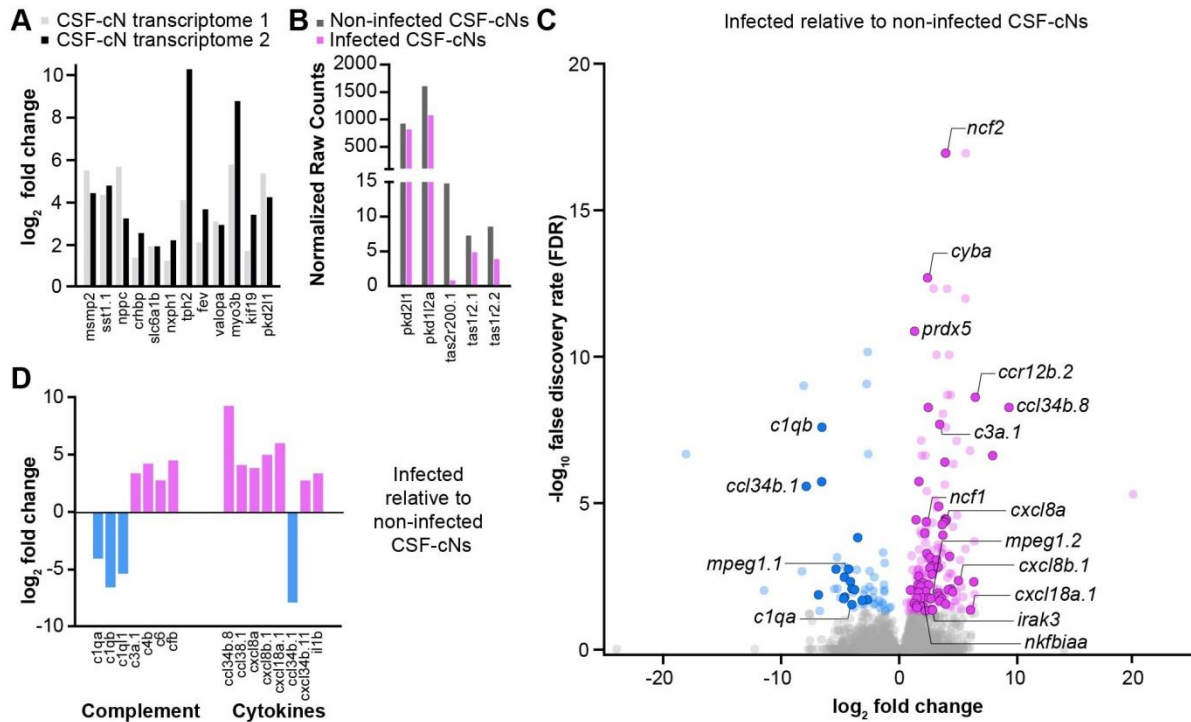 A
CSF-cN transcriptome 1
CSF-cN transcriptome 2
log2 fold change
10
8
6
4
2
0
msmp2
sst1.1
nppc
crhbp
slc6a1b
nxph1
tph2
fev
valopa
myo3b
kif19
pkd2l1
B
Non-infected CSF-cNs
Infected CSF-cNs
Normalized Raw Counts
2000
1500
1000
500
15
10
5
0
pkd2l1
pkd1l2a
tas2r200.1
tas1r2.1
tas1r2.2
C
Infected relative to non-infected CSF-cNs
-log10 false discovery rate (FDR)
20
15
10
5
0
ncf2
cyba
prdx5
ccr12b.2
ccl34b.8
c3a.1
c1qb
ccl34b.1
ncf1
cxcl8a
mpeg1.1
mpeg1.2
cxcl8b.1
cxcl18a.1
c1qa
irak3
nkfbiaa
-20
-10
0
10
20
log2 fold change
D
log2 fold change
10
5
0
-5
-10
c1qa
c1qb
c1ql1
c3a.1
c4b
c6
cfb
ccl34b.8
ccl38.1
cxcl8a
cxcl8b.1
cxcl18a.1
ccl34b.1
cxcl34b.11
il1b
Complement
Cytokines
Infected
relative to
non-infected
CSF-cNs